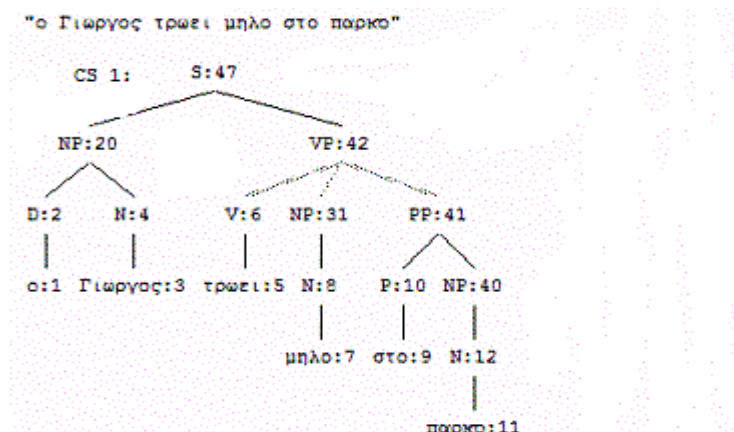 "ο Γιωργος τρωει μηλο στο παρκο"
CS 1: S:47
NP:20 VP:42
D:2 N:4 V:6 NP:31 PP:41
ο:1 Γιωργος:3 τρωει:5 N:8 P:10 NP:40
μηλο:7 στο:9 N:12
παρκο:11